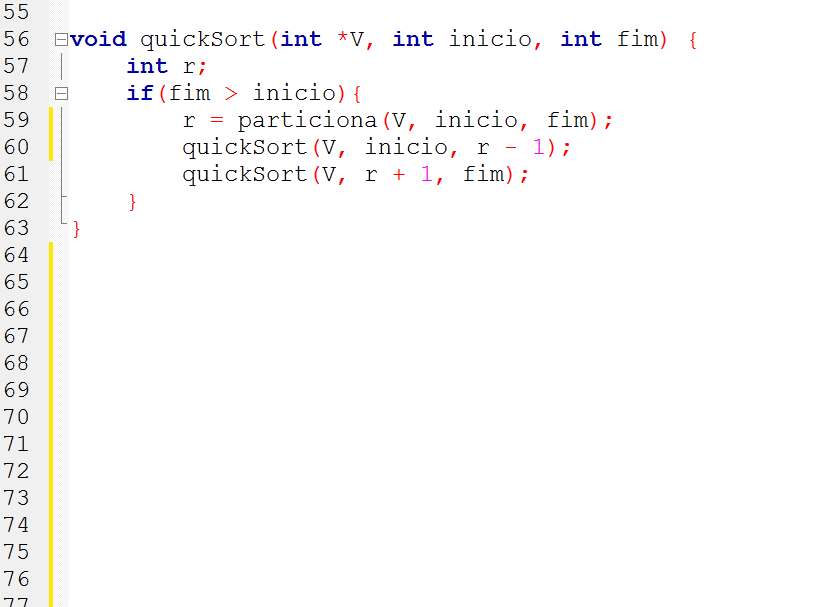 55
56 void quickSort(int *V, int inicio, int fim) {
57 int r;
58 if(fim > inicio){
59 r = particiona(V, inicio, fim);
60 quickSort(V, inicio, r - 1);
61 quickSort(V, r + 1, fim);
62 }
63 }
64
65
66
67
68
69
70
71
72
73
74
75
76
77